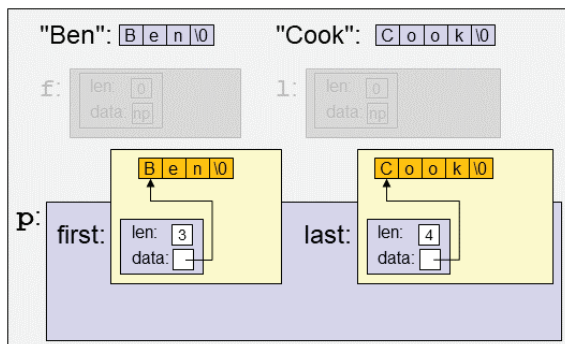 "Ben": B e n \0 "Cook": C o o k \0
f: len: 0 l: len: 0
data: np data: np
B e n \0 C o o k \0
p: first: len: 3 last: len: 4
data: data: